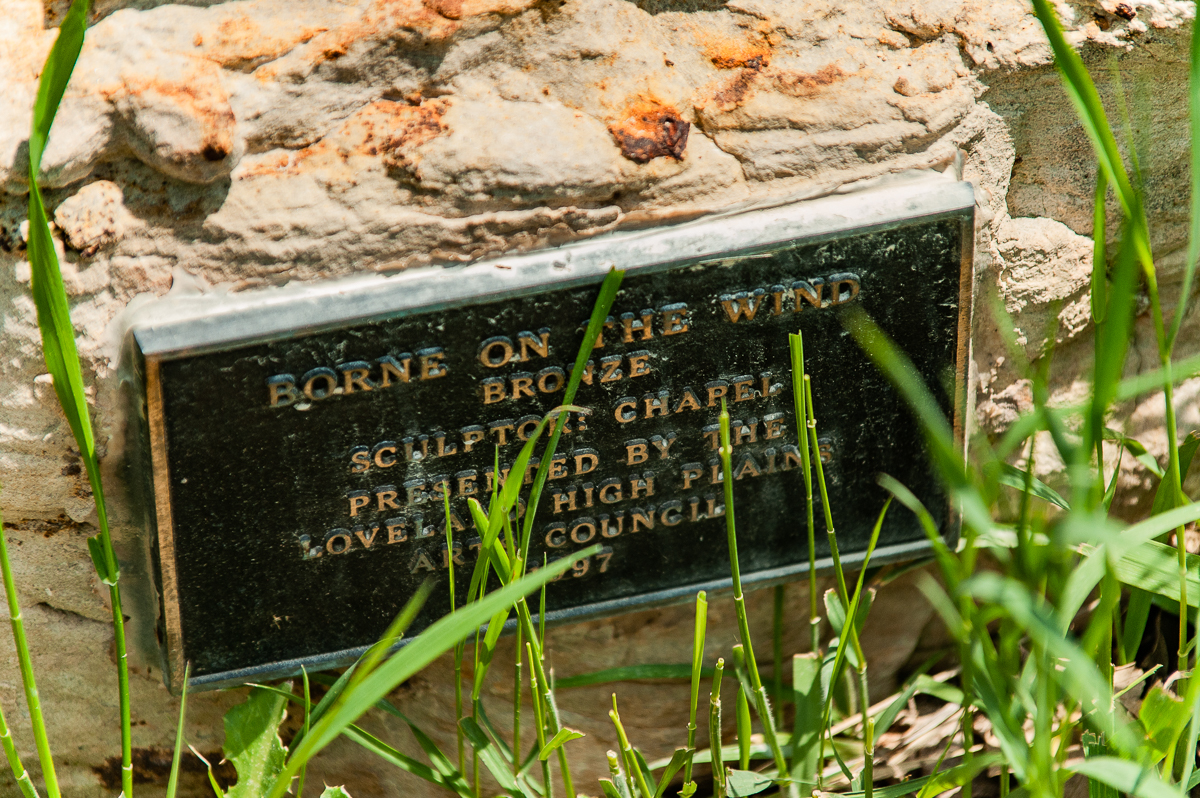 BORNE ON THE WIND
BRONZE
SCULPTOR: CHAPEL
PRESENTED BY THE
LOVELAND HIGH PLAINS
ARTS COUNCIL